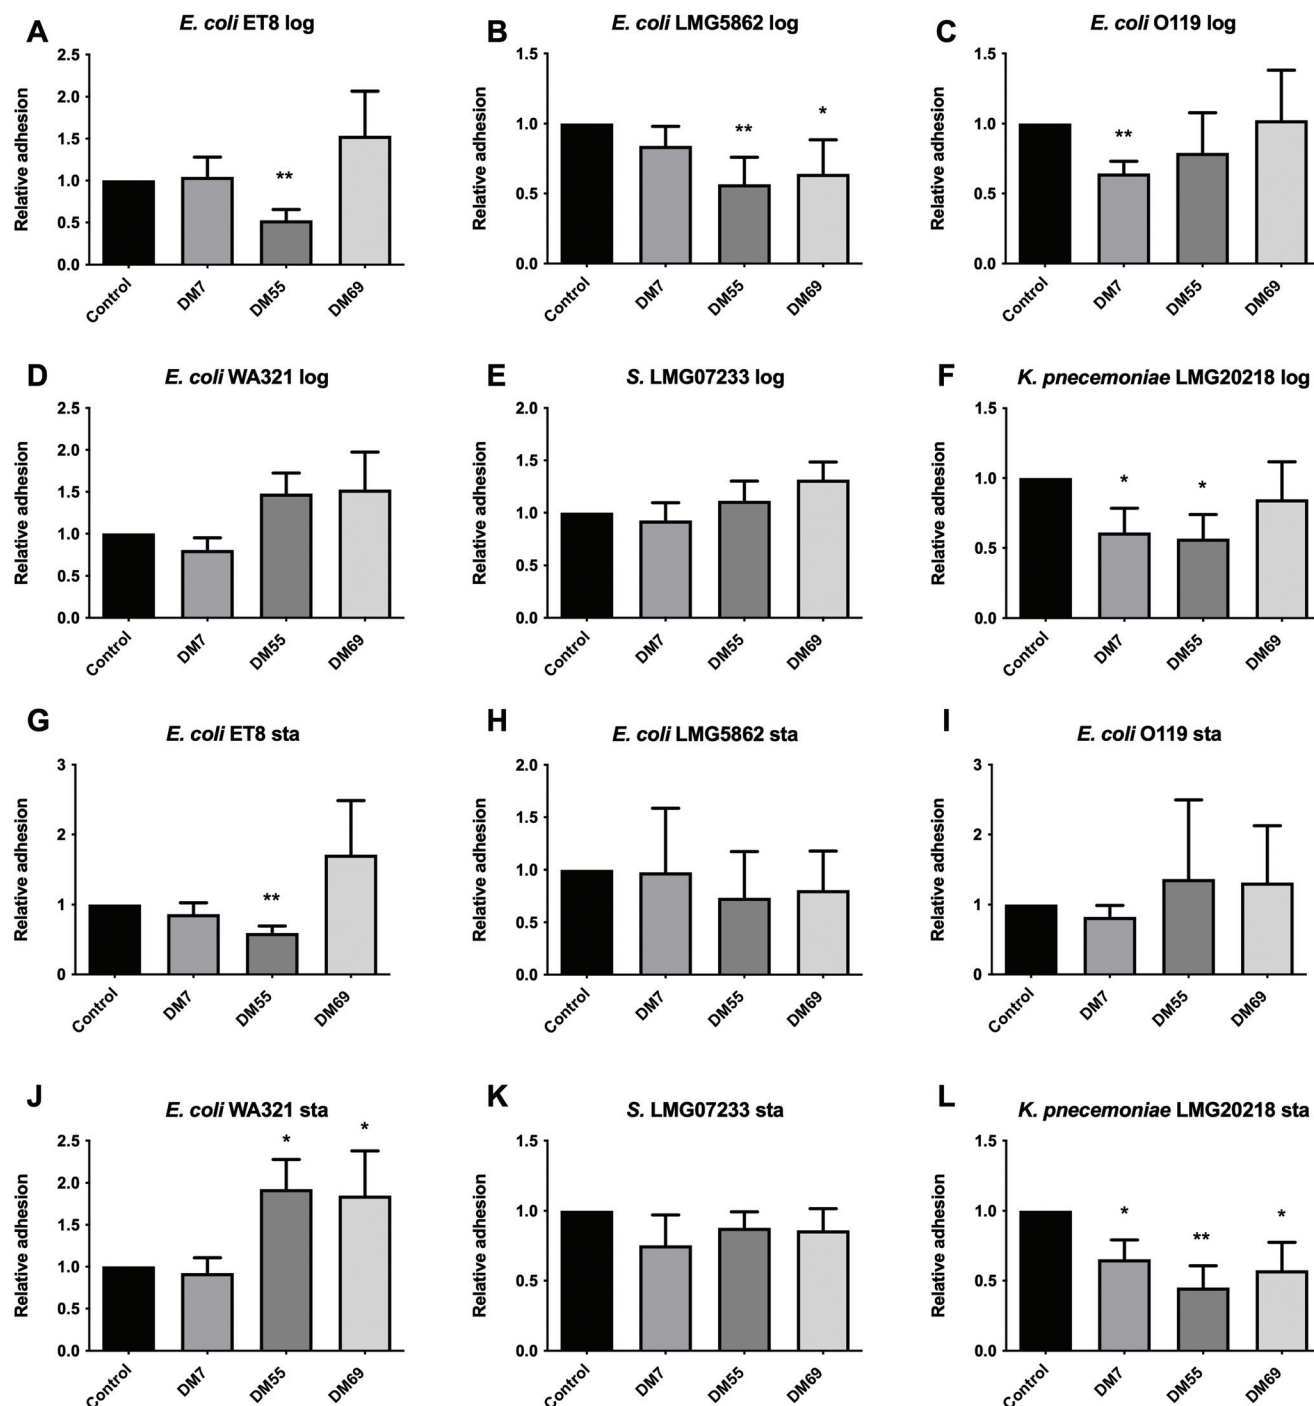 A
E. coli ET8 log
Relative adhesion
2.5
2.0
1.5
1.0
0.5
0.0
**
Control
DM7
DM55
DM69
B
E. coli LMG5862 log
Relative adhesion
1.5
1.0
0.5
0.0
**
*
Control
DM7
DM55
DM69
C
E. coli O119 log
Relative adhesion
1.5
1.0
0.5
0.0
**
Control
DM7
DM55
DM69
D
E. coli WA321 log
Relative adhesion
2.5
2.0
1.5
1.0
0.5
0.0
Control
DM7
DM55
DM69
E
S. LMG07233 log
Relative adhesion
2.0
1.5
1.0
0.5
0.0
Control
DM7
DM55
DM69
F
K. pnecemoniae LMG20218 log
Relative adhesion
1.5
1.0
0.5
0.0
*
*
Control
DM7
DM55
DM69
G
E. coli ET8 sta
Relative adhesion
3
2
1
0
**
Control
DM7
DM55
DM69
H
E. coli LMG5862 sta
Relative adhesion
2.0
1.5
1.0
0.5
0.0
Control
DM7
DM55
DM69
I
E. coli O119 sta
Relative adhesion
3
2
1
0
Control
DM7
DM55
DM69
J
E. coli WA321 sta
Relative adhesion
2.5
2.0
1.5
1.0
0.5
0.0
*
*
Control
DM7
DM55
DM69
K
S. LMG07233 sta
Relative adhesion
1.5
1.0
0.5
0.0
Control
DM7
DM55
DM69
L
K. pnecemoniae LMG20218 sta
Relative adhesion
1.5
1.0
0.5
0.0
*
**
*
Control
DM7
DM55
DM69